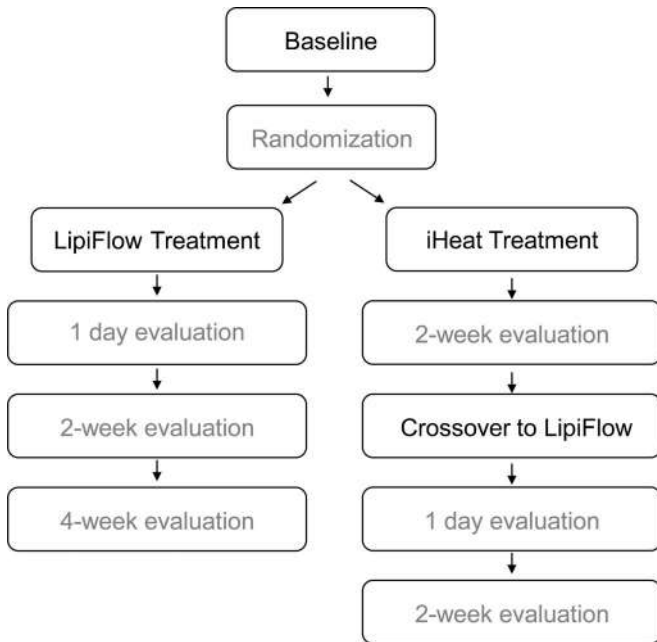 Baseline
Randomization
LipiFlow Treatment
1 day evaluation
2-week evaluation
4-week evaluation
iHeat Treatment
2-week evaluation
Crossover to LipiFlow
1 day evaluation
2-week evaluation